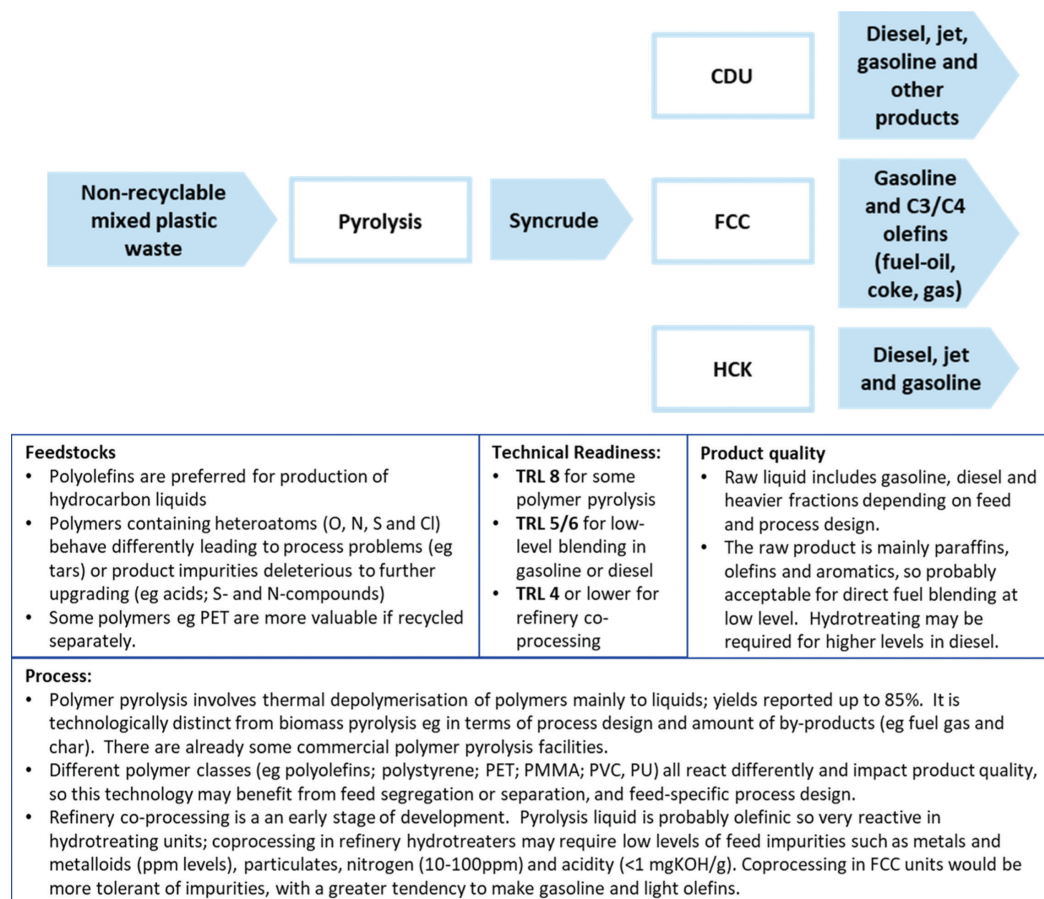 Non-recyclable
mixed plastic
waste
Pyrolysis
Syncrude
CDU
Diesel, jet,
gasoline and
other
products
FCC
Gasoline
and C3/C4
olefins
(fuel-oil,
coke, gas)
HCK
Diesel, jet
and gasoline
Feedstocks
• Polyolefins are preferred for production of
hydrocarbon liquids
• Polymers containing heteroatoms (O, N, S and Cl)
behave differently leading to process problems (eg
tars) or product impurities deleterious to further
upgrading (eg acids; S- and N-compounds)
• Some polymers eg PET are more valuable if recycled
separately.
Technical Readiness:
• TRL 8 for some
polymer pyrolysis
• TRL 5/6 for low-
level blending in
gasoline or diesel
• TRL 4 or lower for
refinery co-
processing
Product quality
• Raw liquid includes gasoline, diesel and
heavier fractions depending on feed
and process design.
• The raw product is mainly paraffins,
olefins and aromatics, so probably
acceptable for direct fuel blending at
low level. Hydrotreating may be
required for higher levels in diesel.
Process:
• Polymer pyrolysis involves thermal depolymerisation of polymers mainly to liquids; yields reported up to 85%. It is
technologically distinct from biomass pyrolysis eg in terms of process design and amount of by-products (eg fuel gas and
char). There are already some commercial polymer pyrolysis facilities.
• Different polymer classes (eg polyolefins; polystyrene; PET; PMMA; PVC, PU) all react differently and impact product quality,
so this technology may benefit from feed segregation or separation, and feed-specific process design.
• Refinery co-processing is a an early stage of development. Pyrolysis liquid is probably olefinic so very reactive in
hydrotreating units; coprocessing in refinery hydrotreaters may require low levels of feed impurities such as metals and
metalloids (ppm levels), particulates, nitrogen (10-100ppm) and acidity (<1 mgKOH/g). Coprocessing in FCC units would be
more tolerant of impurities, with a greater tendency to make gasoline and light olefins.